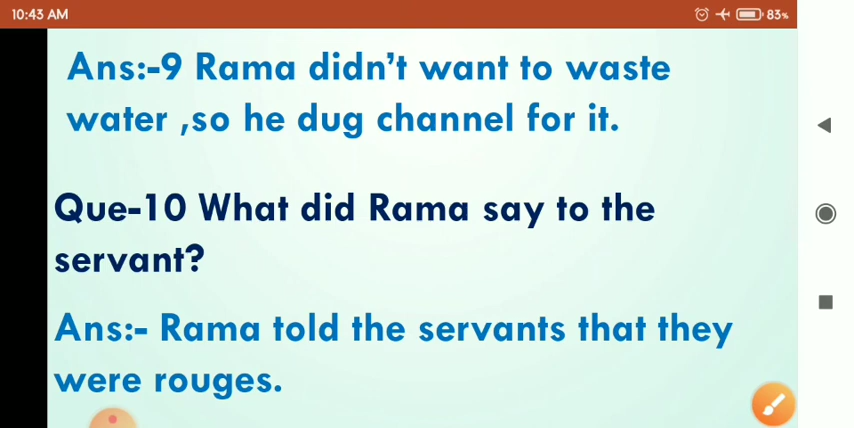 10:43 AM
83%
Ans:-9 Rama didn't want to waste
water ,so he dug channel for it.
Que-10 What did Rama say to the
servant?
Ans:- Rama told the servants that they
were rouges.